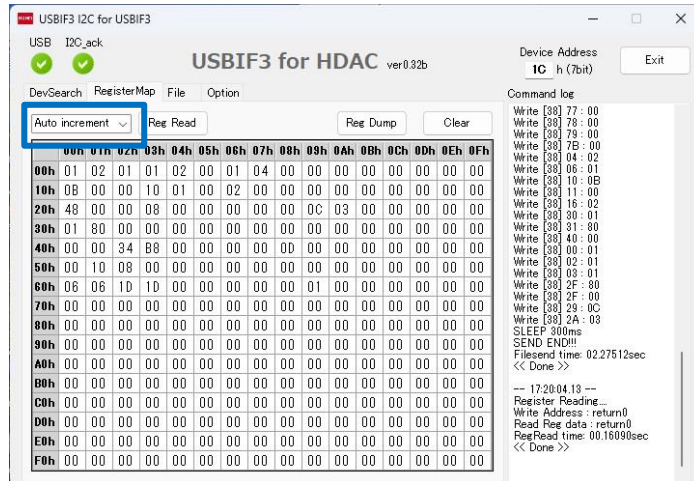 USBIF3 I2C for USBIF3
USB I2C_ack
USBIF3 for HDAC ver0.32b
Device Address
1C h (7bit)
Exit
DevSearch RegisterMap File Option
Command log
Auto increment Reg Read Reg Dump Clear
00h 01h 02h 03h 04h 05h 06h 07h 08h 09h 0Ah 0Bh 0Ch 0Dh 0Eh 0Fh
00h 01 02 01 01 02 00 01 04 00 00 00 00 00 00 00 00
10h 0B 00 00 10 01 00 02 00 00 00 00 00 00 00 00 00
20h 48 00 00 08 00 00 00 00 00 0C 03 00 00 00 00 00
30h 01 80 00 00 00 00 00 00 00 00 00 00 00 00 00 00
40h 00 00 34 B8 00 00 00 00 0D 00 00 00 00 00 00 00
50h 00 10 08 00 00 00 00 00 00 00 00 00 00 00 00 00
60h 06 06 1D 1D 00 00 00 00 00 01 00 00 00 00 00 00
70h 00 00 00 00 00 00 00 00 00 00 00 00 00 00 00 00
80h 00 00 00 00 00 00 00 00 00 00 00 00 00 00 00 00
90h 00 00 00 00 00 00 00 00 00 00 00 00 00 00 00 00
A0h 00 00 00 00 00 00 00 00 00 00 00 00 00 00 00 00
B0h 00 00 00 00 00 00 00 00 00 00 00 00 00 00 00 00
C0h 00 00 00 00 00 00 00 00 00 00 00 00 00 00 00 00
D0h 00 00 00 00 00 00 00 00 00 00 00 00 00 00 00 00
E0h 00 00 00 00 00 00 00 00 00 00 00 00 00 00 00 00
F0h 00 00 00 00 00 00 00 00 00 00 00 00 00 00 00 00
Write [38] 77 : 00
Write [38] 78 : 00
Write [38] 79 : 00
Write [38] 7B : 00
Write [38] 04 : 02
Write [38] 06 : 01
Write [38] 10 : 0B
Write [38] 11 : 00
Write [38] 16 : 02
Write [38] 30 : 01
Write [38] 31 : 80
Write [38] 40 : 00
Write [38] 00 : 01
Write [38] 02 : 01
Write [38] 03 : 01
Write [38] 2F : 80
Write [38] 2F : 00
Write [38] 29 : 0C
Write [38] 2A : 03
SLEEP 300ms
SEND END!!!
Filesend time: 02.27512sec
<< Done >>
-- 17:20:04.13 --
Register Reading....
Write Address : return0
Read Reg data : return0
RegRead time: 00.16090sec
<< Done >>